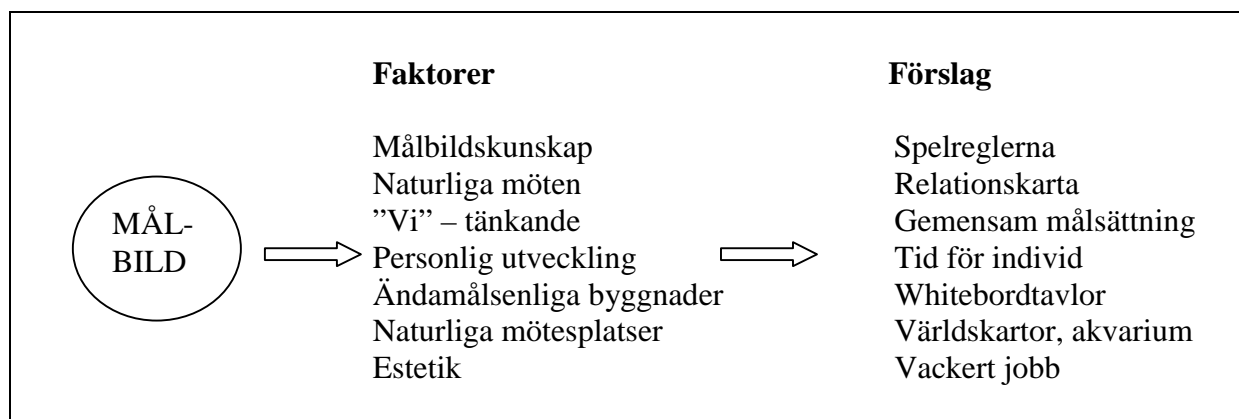 Faktorer
Förslag
MÅL-
BILD
Målbildskunskap
Naturliga möten
”Vi” – tänkande
Personlig utveckling
Ändamålsenliga byggnader
Naturliga mötesplatser
Estetik
Spelreglerna
Relationskarta
Gemensam målsättning
Tid för individ
Whitebordtavlor
Världskartor, akvarium
Vackert jobb